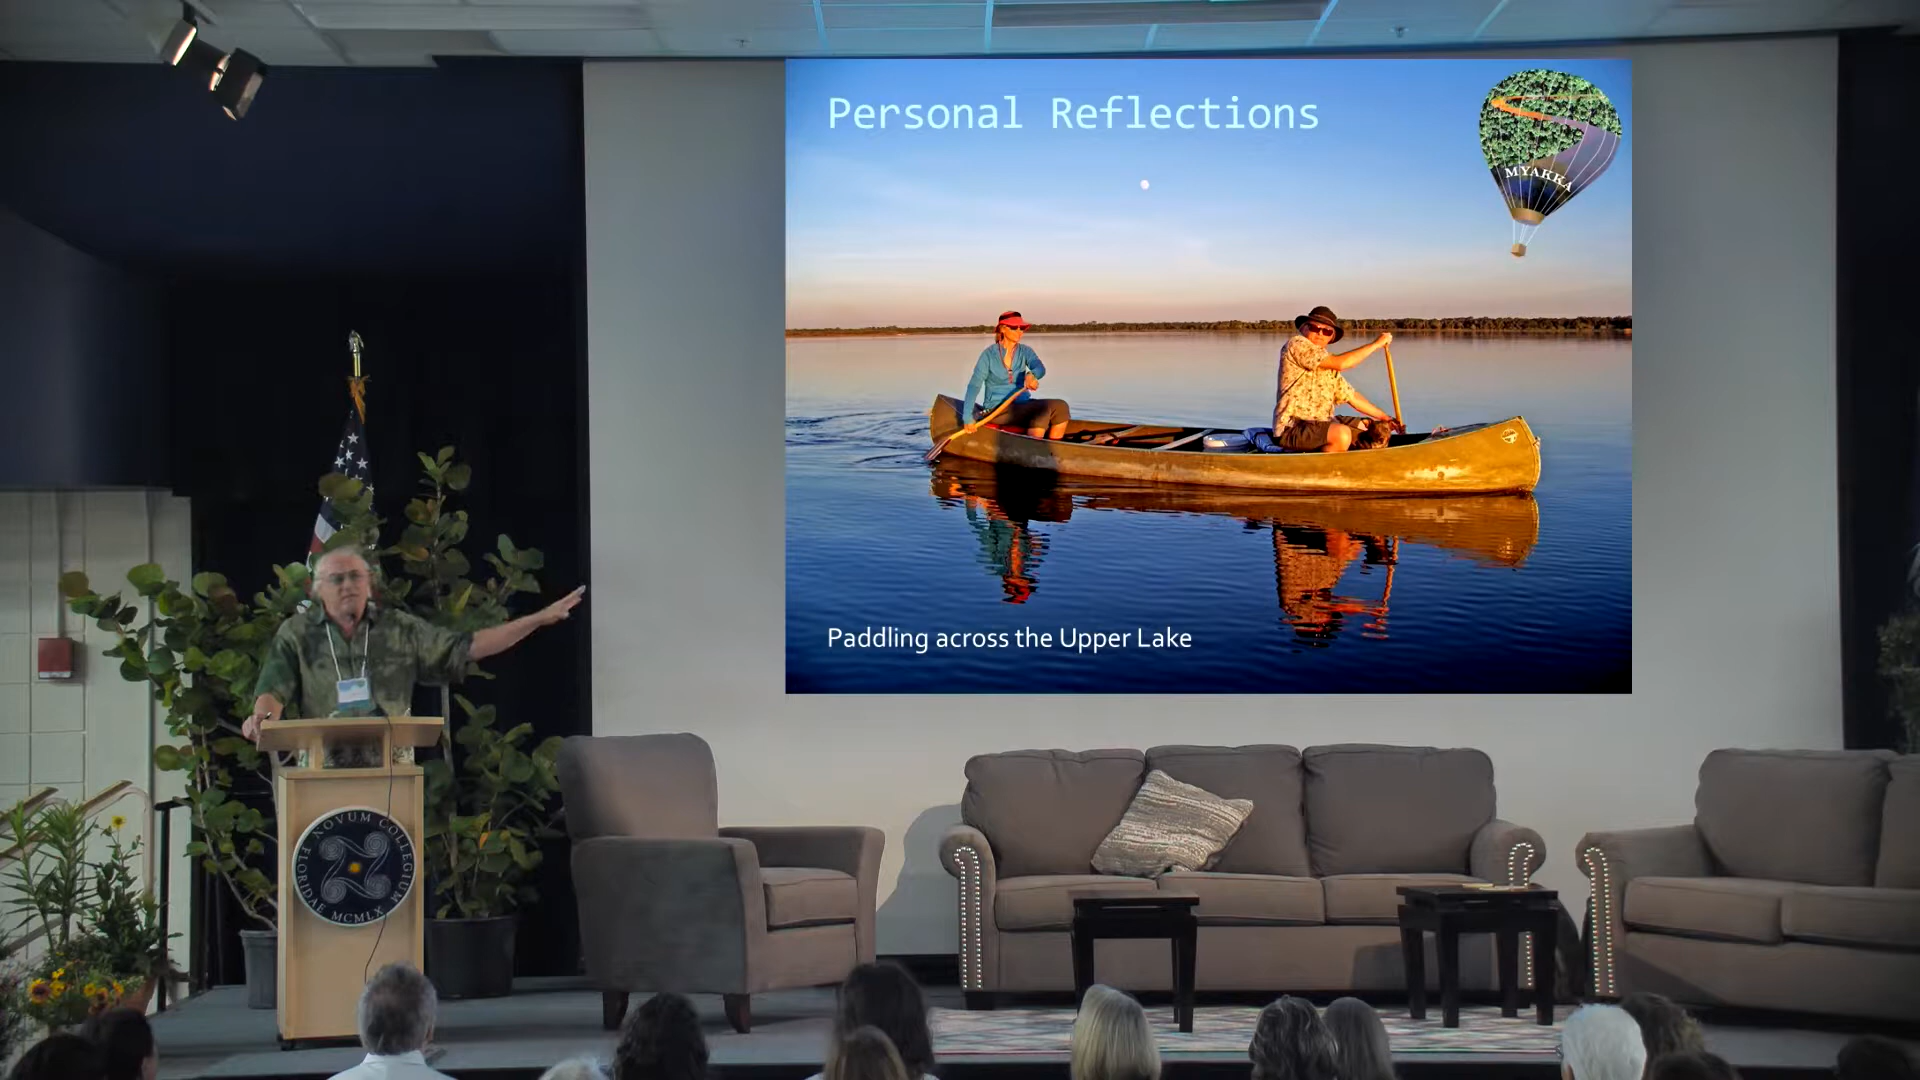 Personal Reflections
MYAKKA
Paddling across the Upper Lake
NOVUM COLLEGIUM
FLORIDAE MCMLX